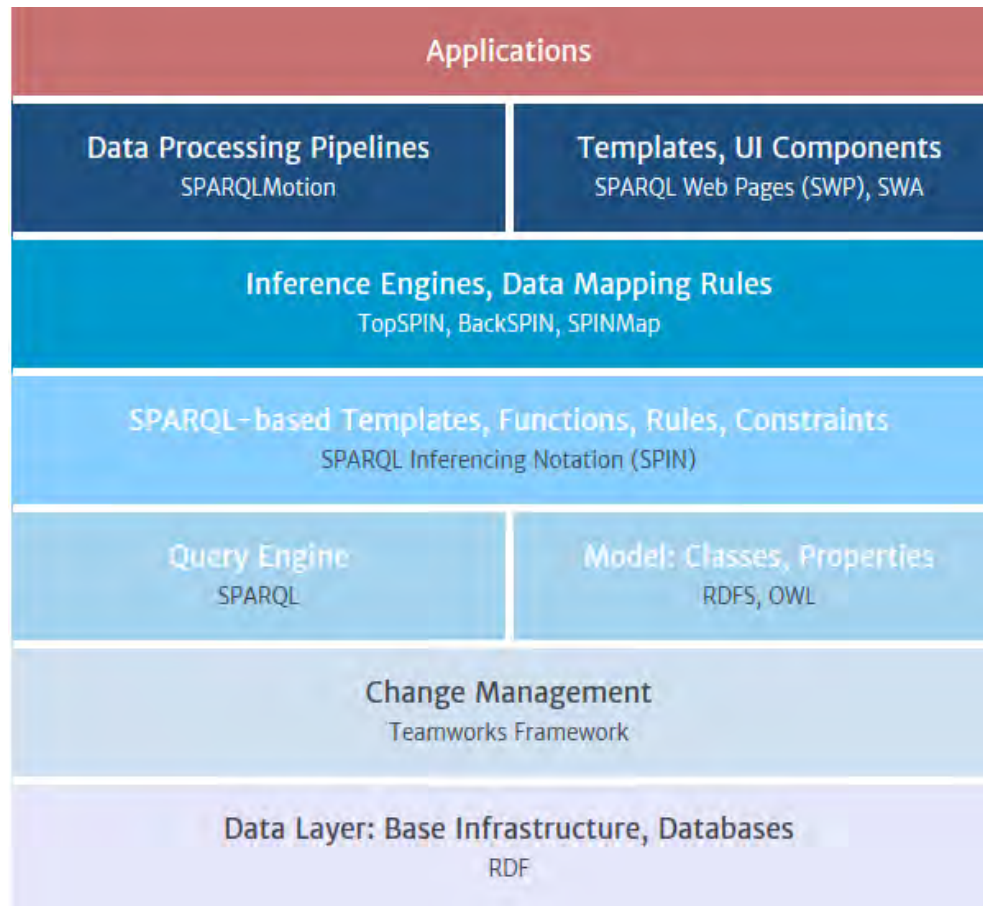 Applications
Data Processing Pipelines
SPARQLMotion
Templates, UI Components
SPARQL Web Pages (SWP), SWA
Inference Engines, Data Mapping Rules
TopSPIN, BackSPIN, SPINMap
SPARQL-based Templates, Functions, Rules, Constraints
SPARQL Inferencing Notation (SPIN)
Query Engine
SPARQL
Model: Classes, Properties
RDFS, OWL
Change Management
Teamworks Framework
Data Layer: Base Infrastructure, Databases
RDF